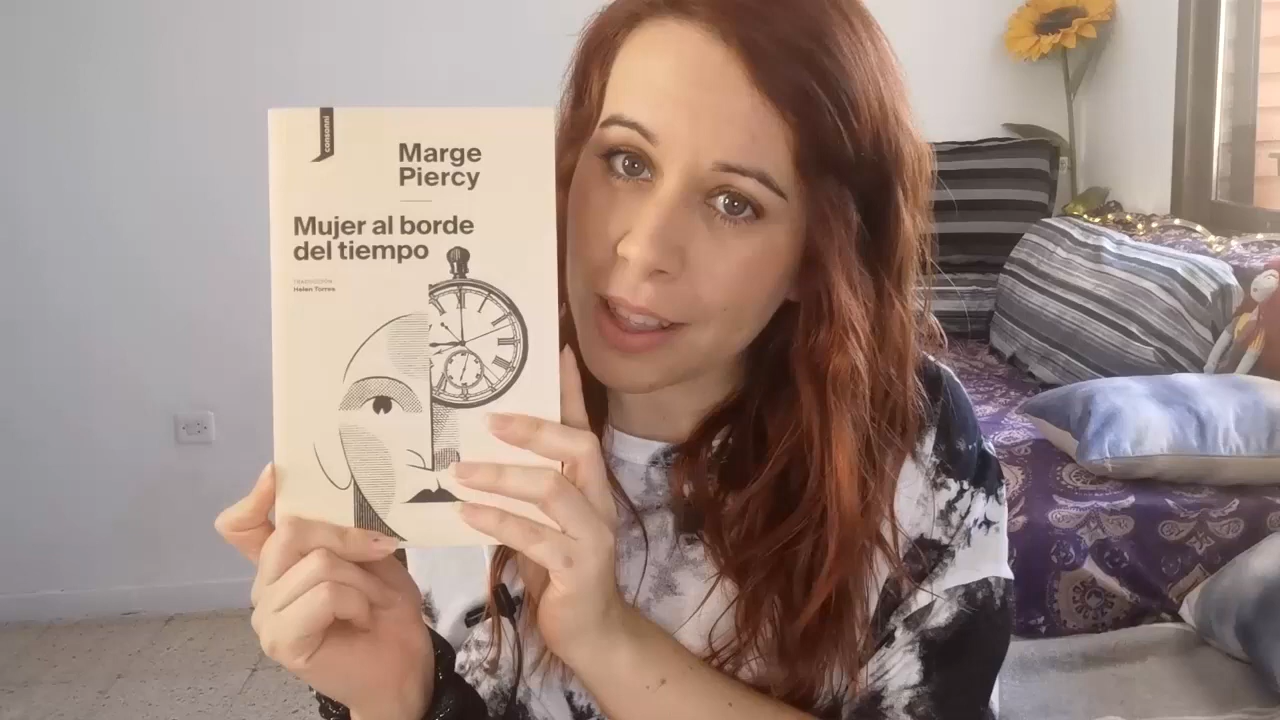 consonni
Marge
Piercy
Mujer al borde
del tiempo
TRADUCCIÓN
Helen Torres